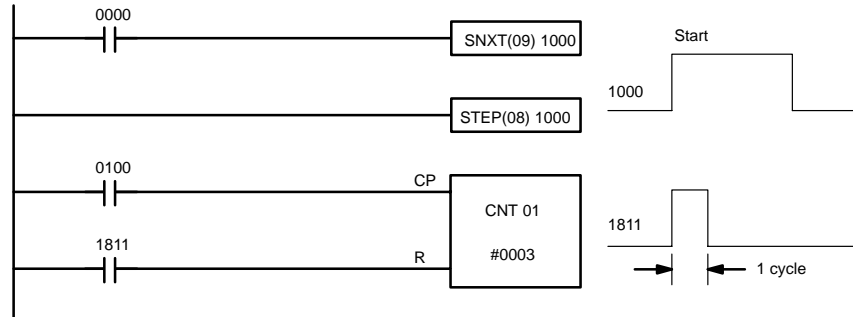 0000
SNXT(09) 1000
Start
1000
STEP(08) 1000
0100
CP
CNT 01
1811
1811
R
#0003
1 cycle